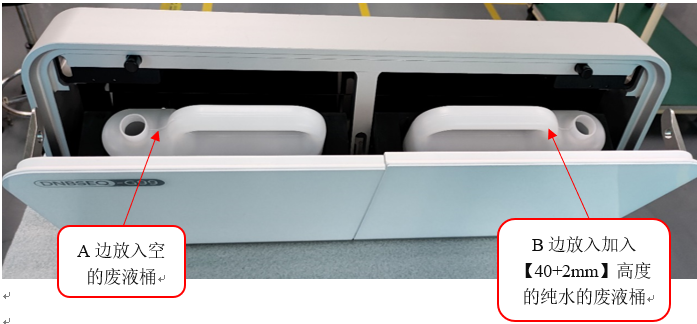 DNBSEQ-G99
A 边放入空
的废液桶
B 边放入加入
【40+2mm】高度
的纯水的废液桶